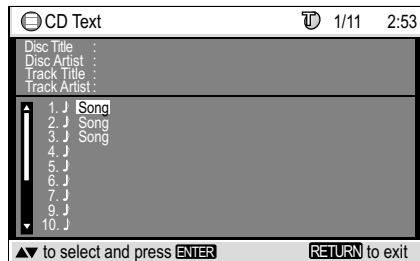 CD Text T 1/11 2:53
Disc Title :
Disc Artist :
Track Title :
Track Artist :
1. ♪ Song
2. ♪ Song
3. ♪ Song
4. ♪
5. ♪
6. ♪
7. ♪
9. ♪
10. ♪
▲▼ to select and press ENTER RETURN to exit